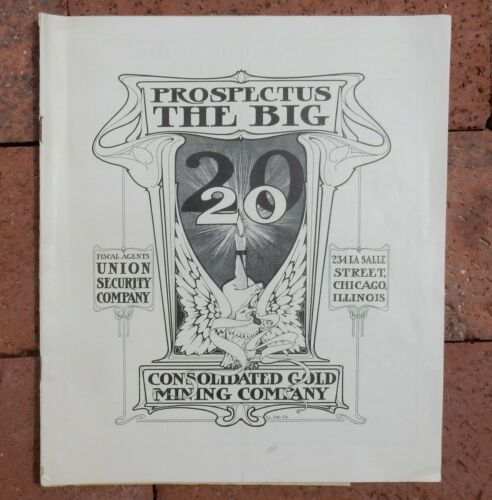 PROSPECTUS
THE BIG
20
20
FISCAL AGENTS
UNION
SECURITY
COMPANY
234 LA SALLE
STREET,
CHICAGO,
ILLINOIS
CONSOLIDATED GOLD
MINING COMPANY